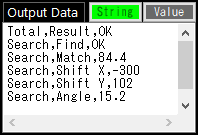 Output Data String Value
Total,Result,OK
Search,Find,OK
Search,Match,84.4
Search,Shift X,-300
Search,Shift Y,102
Search,Angle,15.2